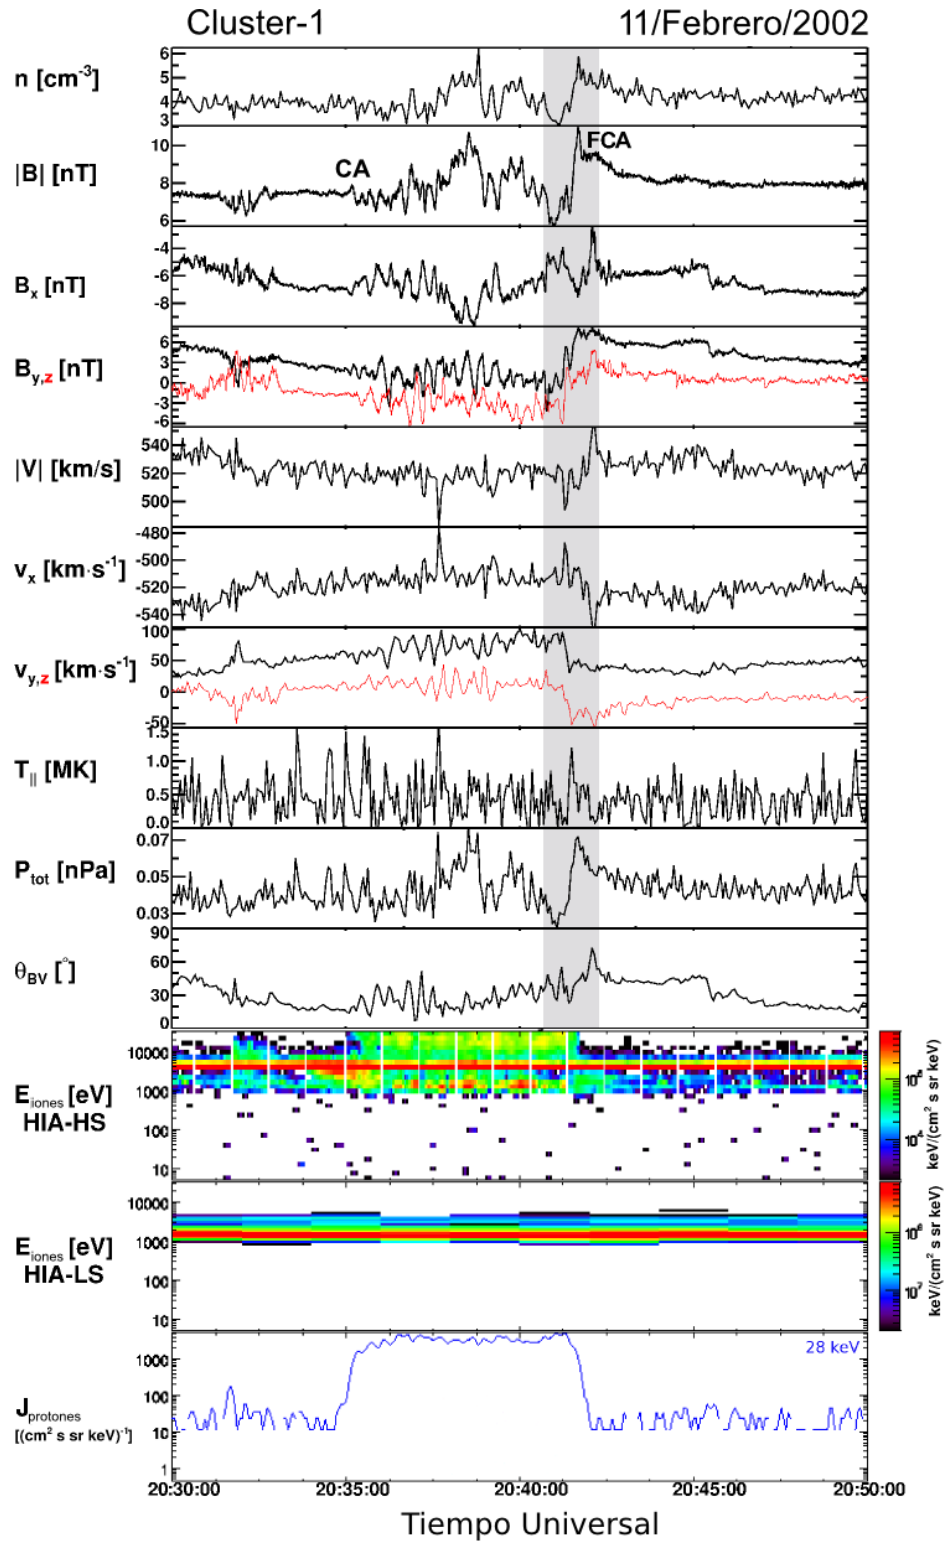 Cluster-1 11/Febrero/2002
n [cm-3]
6
5
4
3
|B| [nT]
10
8
6
CA
FCA
Bx [nT]
-4
-6
-8
By,z [nT]
6
3
0
-3
-6
|V| [km/s]
540
520
500
vx [km·s-1]
-480
-500
-520
-540
vy,z [km·s-1]
100
50
0
-50
T|| [MK]
1.5
1.0
0.5
0.0
Ptot [nPa]
0.07
0.05
0.03
θBV [°]
90
60
30
0
Eiones [eV]
HIA-HS
10000
1000
100
10
10⁵
10⁴
keV/(cm² s sr keV)
Eiones [eV]
HIA-LS
10000
1000
100
10
10⁸
10⁷
keV/(cm² s sr keV)
Jprotones
[(cm² s sr keV)-1]
1000
100
10
1
28 keV
20:30:00 20:35:00 20:40:00 20:45:00 20:50:00
Tiempo Universal